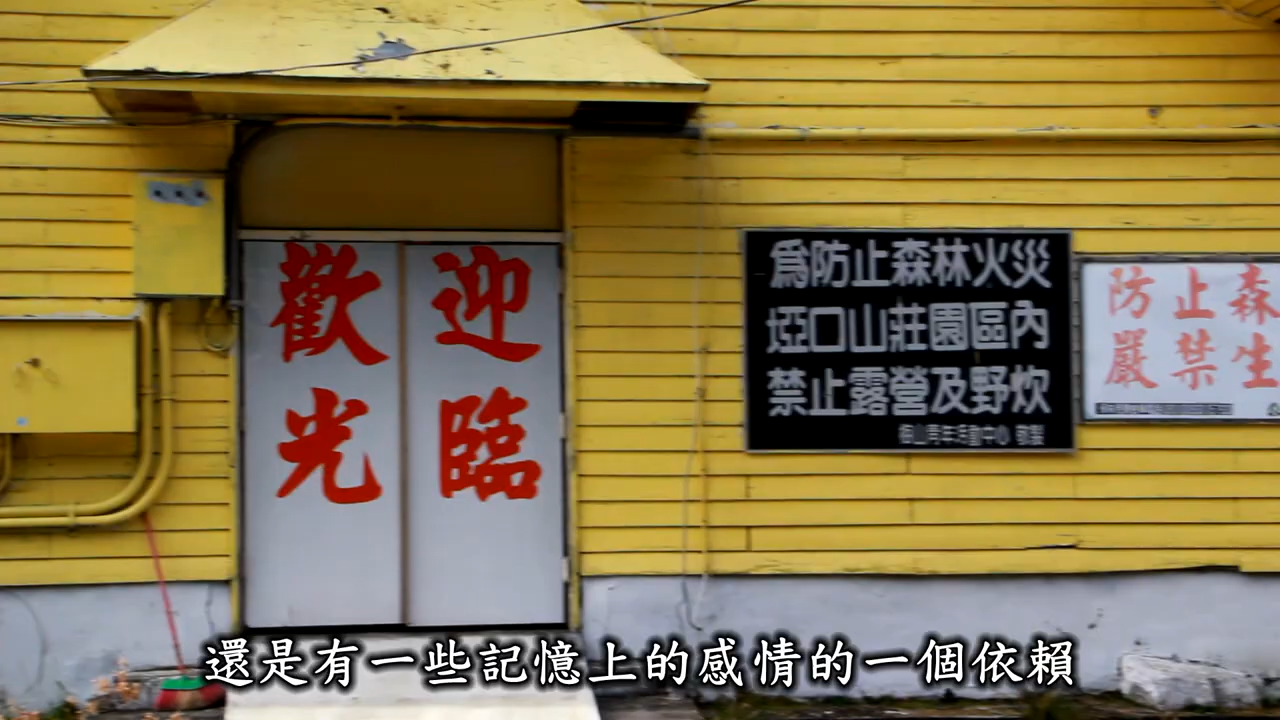 歡迎
光臨
為防止森林火災
埡口山莊園區內
禁止露營及野炊
防止森
嚴禁生
還是有一些記憶上的感情的一個依賴